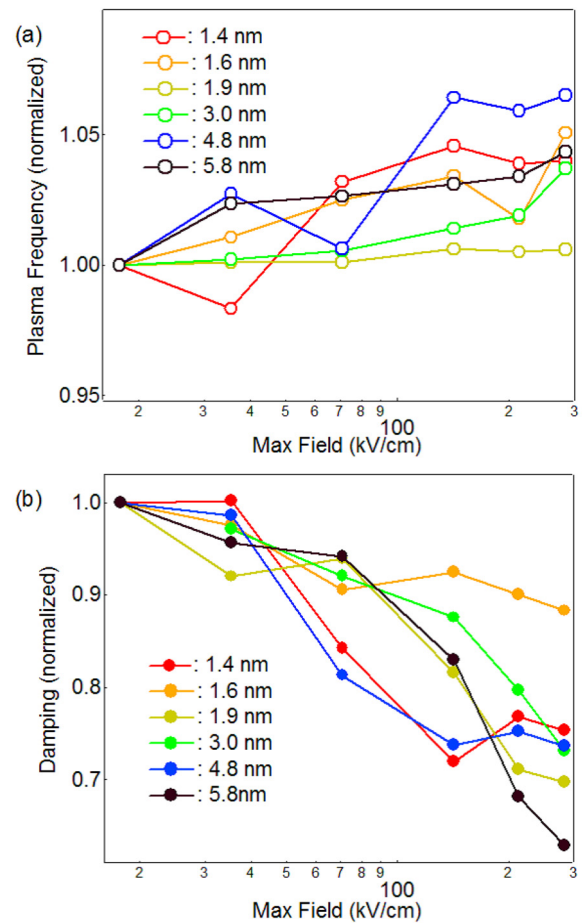 (a)
: 1.4 nm
: 1.6 nm
: 1.9 nm
: 3.0 nm
: 4.8 nm
: 5.8 nm
1.05
1.00
0.95
Plasma Frequency (normalized)
2 3 4 5 6 7 8 9 2 3
100
Max Field (kV/cm)
(b)
1.0
0.9
0.8
0.7
Damping (normalized)
: 1.4 nm
: 1.6 nm
: 1.9 nm
: 3.0 nm
: 4.8 nm
: 5.8nm
2 3 4 5 6 7 8 9 2 3
100
Max Field (kV/cm)